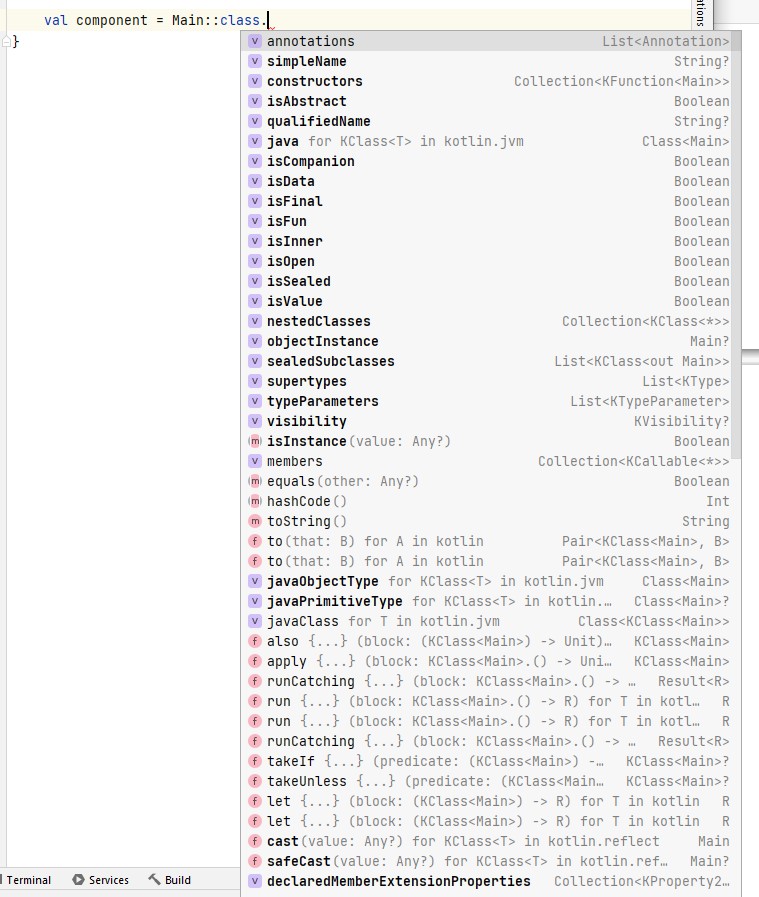 val component = Main::class.
}
ations
v annotations List<Annotation>
v simpleName String?
v constructors Collection<KFunction<Main>>
v isAbstract Boolean
v qualifiedName String?
v java for KClass<T> in kotlin.jvm Class<Main>
v isCompanion Boolean
v isData Boolean
v isFinal Boolean
v isFun Boolean
v isInner Boolean
v isOpen Boolean
v isSealed Boolean
v isValue Boolean
v nestedClasses Collection<KClass<*>>
v objectInstance Main?
v sealedSubclasses List<KClass<out Main>>
v supertypes List<KType>
v typeParameters List<KTypeParameter>
v visibility KVisibility?
m isInstance(value: Any?) Boolean
v members Collection<KCallable<*>>
m equals(other: Any?) Boolean
m hashCode() Int
m toString() String
f to(that: B) for A in kotlin Pair<KClass<Main>, B>
f to(that: B) for A in kotlin Pair<KClass<Main>, B>
v javaObjectType for KClass<T> in kotlin.jvm Class<Main>
v javaPrimitiveType for KClass<T> in kotlin.… Class<Main>?
v javaClass for T in kotlin.jvm Class<KClass<Main>>
f also {...} (block: (KClass<Main>) -> Unit)… KClass<Main>
f apply {...} (block: KClass<Main>.() -> Uni… KClass<Main>
f runCatching {...} (block: KClass<Main>.() -> … Result<R>
f run {...} (block: KClass<Main>.() -> R) for T in kotl… R
f run {...} (block: KClass<Main>.() -> R) for T in kotl… R
f runCatching {...} (block: KClass<Main>.() -> … Result<R>
f takeIf {...} (predicate: (KClass<Main>) -… KClass<Main>?
f takeUnless {...} (predicate: (KClass<Main… KClass<Main>?
f let {...} (block: (KClass<Main>) -> R) for T in kotlin R
f let {...} (block: (KClass<Main>) -> R) for T in kotlin R
f cast(value: Any?) for KClass<T> in kotlin.reflect Main
f safeCast(value: Any?) for KClass<T> in kotlin.ref… Main?
v declaredMemberExtensionProperties Collection<KProperty2…
Terminal Services Build